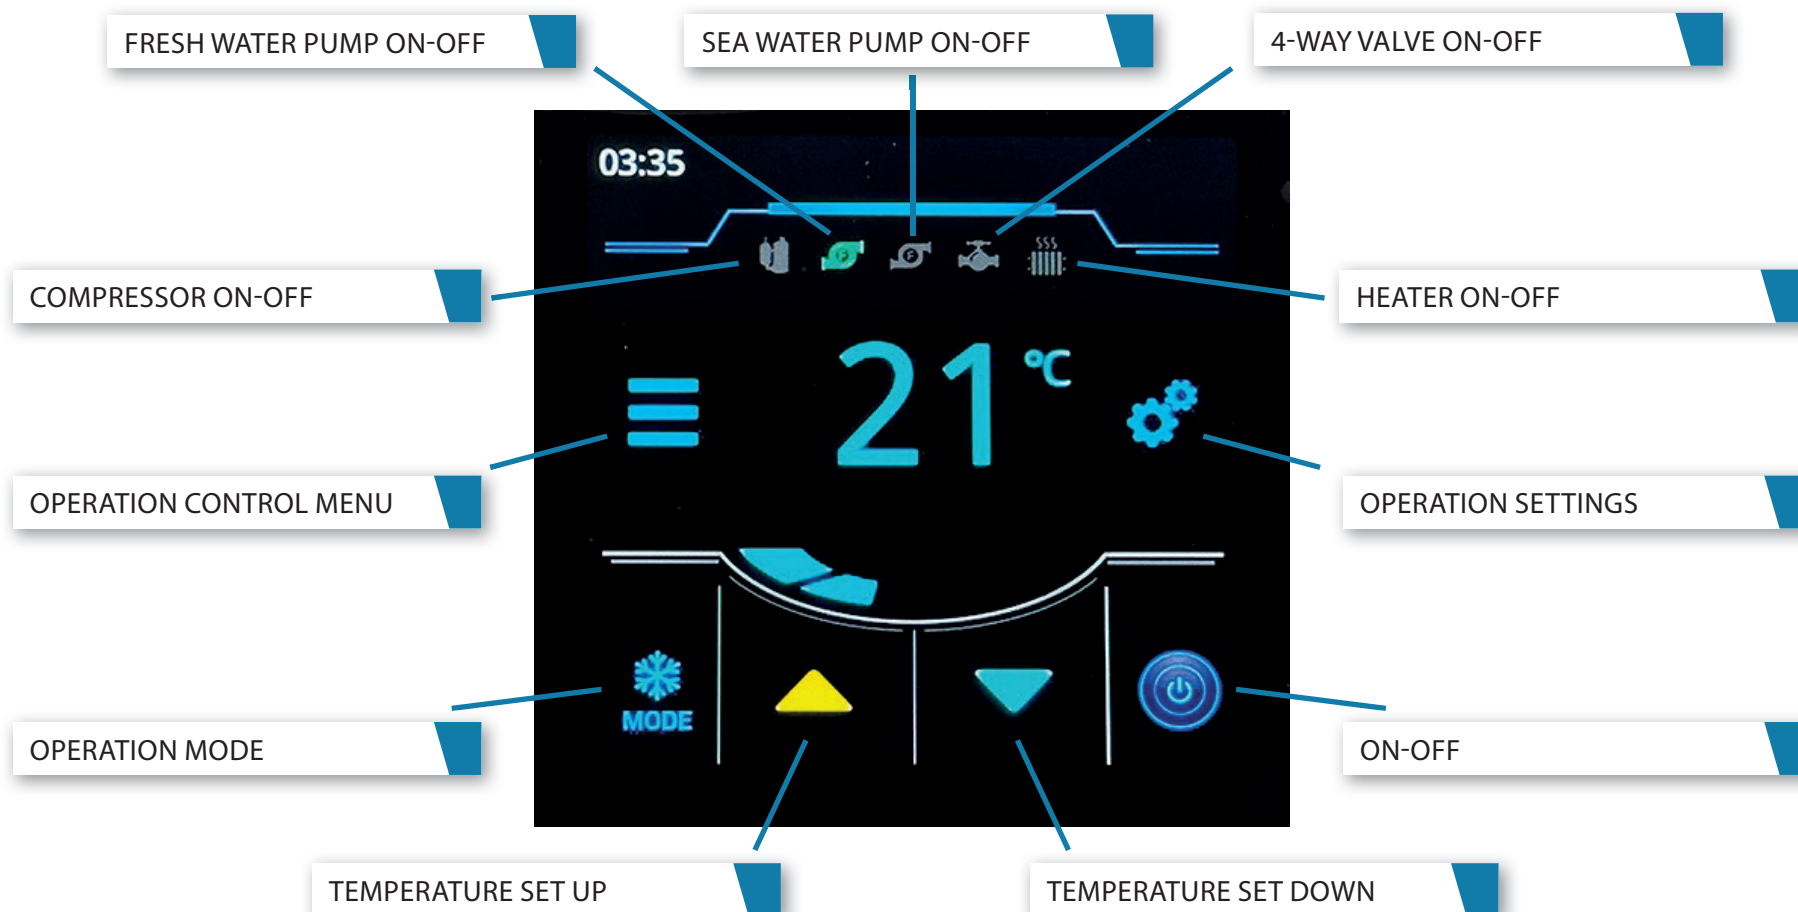 FRESH WATER PUMP ON-OFF
SEA WATER PUMP ON-OFF
4-WAY VALVE ON-OFF
03:35
F
F
COMPRESSOR ON-OFF
HEATER ON-OFF
21 °C
OPERATION CONTROL MENU
OPERATION SETTINGS
MODE
OPERATION MODE
ON-OFF
TEMPERATURE SET UP
TEMPERATURE SET DOWN